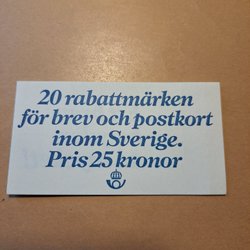 20 rabattmärken
för brev och postkort
inom Sverige.
Pris 25 kronor